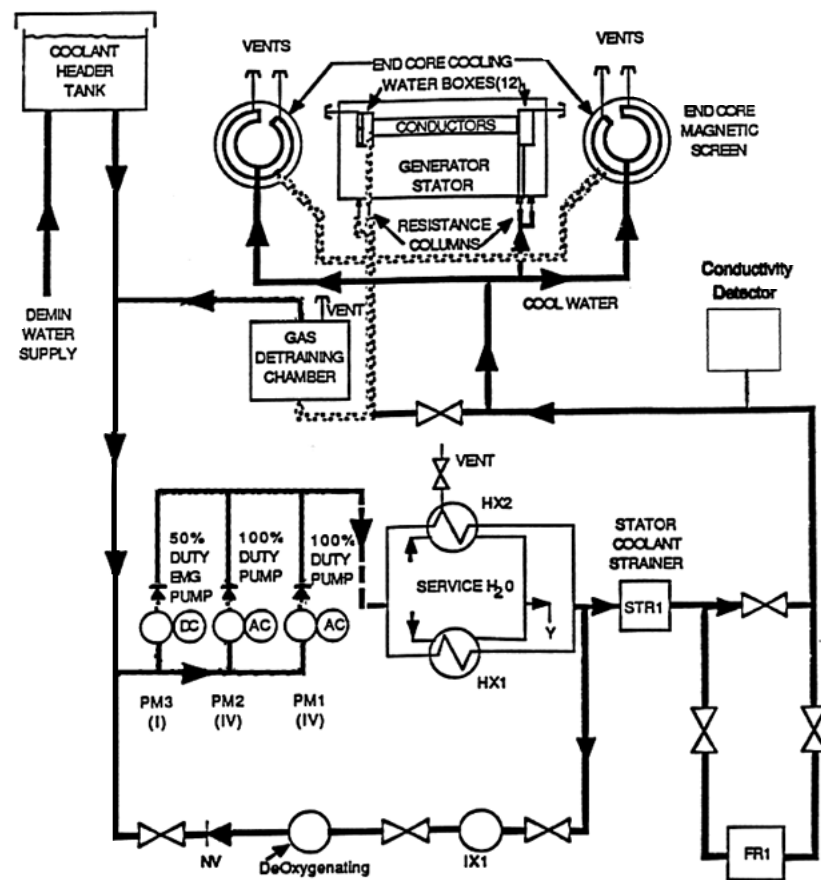 COOLANT
HEADER
TANK
VENTS
END CORE COOLING
WATER BOXES(12)
CONDUCTORS
GENERATOR
STATOR
VENTS
END CORE
MAGNETIC
SCREEN
RESISTANCE
COLUMNS
COOL WATER
Conductivity
Detector
DEMIN
WATER
SUPPLY
VENT
GAS
DETRAINING
CHAMBER
VENT
HX2
50%
DUTY
EMG
PUMP
100%
DUTY
PUMP
100%
DUTY
PUMP
SERVICE H2O
Y
STATOR
COOLANT
STRAINER
STR1
DC
AC
AC
HX1
PM3
(I)
PM2
(IV)
PM1
(IV)
NV
DeOxygenating
IX1
FR1